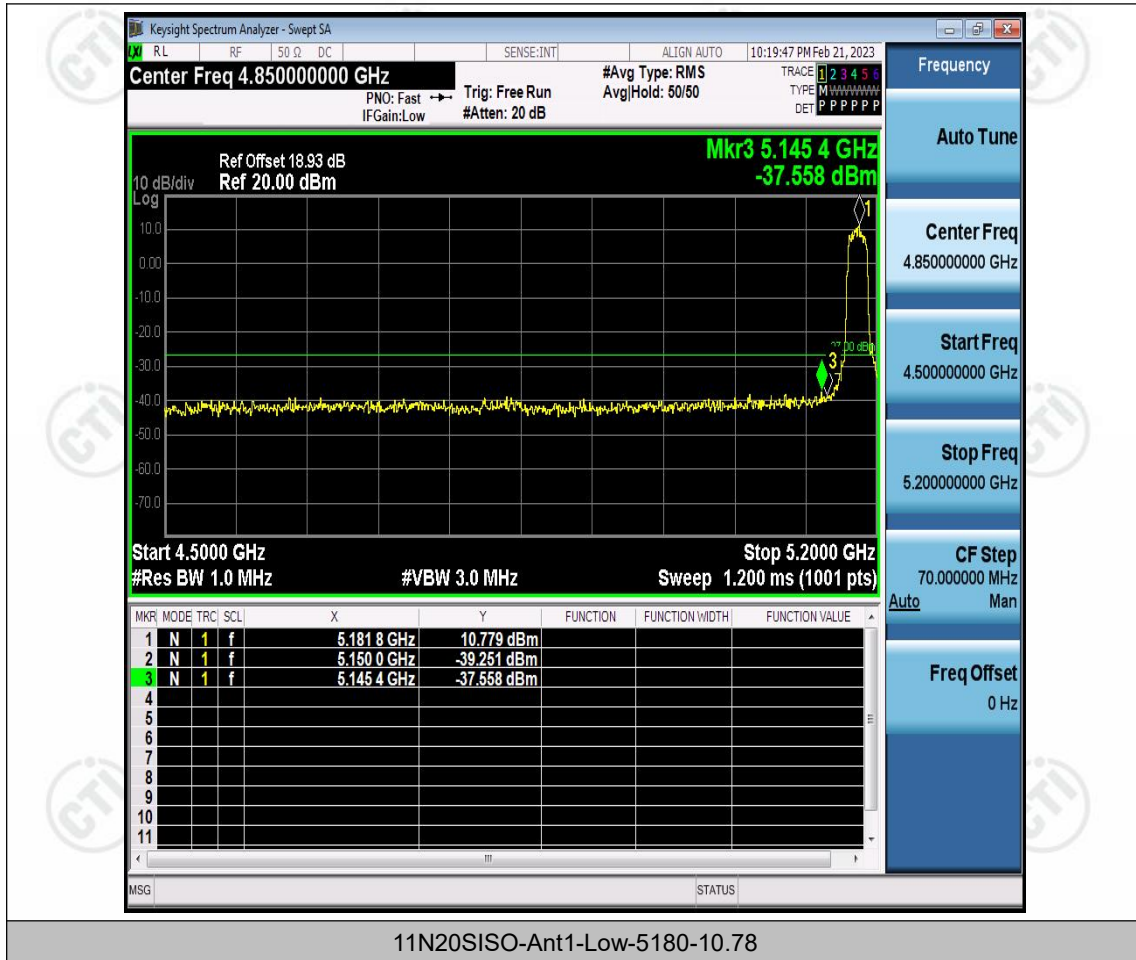 Keysight Spectrum Analyzer - Swept SA
LXI RL RF 50 Ω DC SENSE:INT ALIGN AUTO 10:19:47 PM Feb 21, 2023
Center Freq 4.850000000 GHz
PNO: Fast
IFGain:Low
Trig: Free Run
#Atten: 20 dB
#Avg Type: RMS
Avg|Hold: 50/50
TRACE 1 2 3 4 5 6
TYPE M WWWWW
DET P P P P P P
Mkr3 5.145 4 GHz
-37.558 dBm
Ref Offset 18.93 dB
10 dB/div Ref 20.00 dBm
Log
10.0
0.00
-10.0
-20.0
-30.0
-40.0
-50.0
-60.0
-70.0
1
3
Start 4.5000 GHz Stop 5.2000 GHz
#Res BW 1.0 MHz #VBW 3.0 MHz Sweep 1.200 ms (1001 pts)
MKR MODE TRC SCL X Y FUNCTION FUNCTION WIDTH FUNCTION VALUE
1 N 1 f 5.181 8 GHz 10.779 dBm
2 N 1 f 5.150 0 GHz -39.251 dBm
3 N 1 f 5.145 4 GHz -37.558 dBm
4
5
6
7
8
9
10
11
MSG STATUS
Frequency
Auto Tune
Center Freq
4.850000000 GHz
Start Freq
4.500000000 GHz
Stop Freq
5.200000000 GHz
CF Step
70.000000 MHz
Auto Man
Freq Offset
0 Hz
CTI
CTI
CTI
CTI
CTI
CTI
11N20SISO-Ant1-Low-5180-10.78